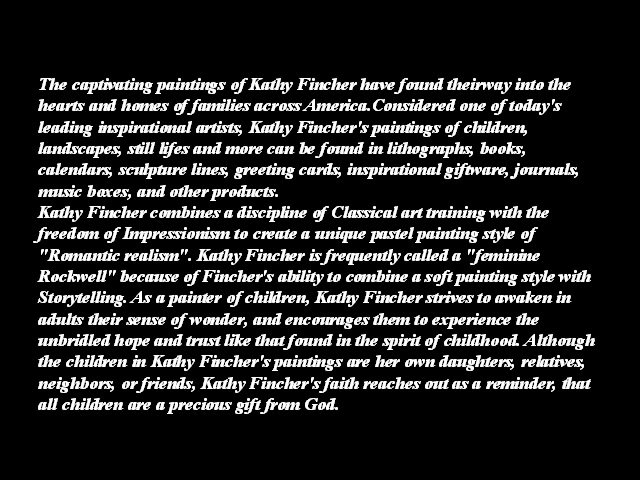 The captivating paintings of Kathy Fincher have found theirway into the
hearts and homes of families across America.Considered one of today's
leading inspirational artists, Kathy Fincher's paintings of children,
landscapes, still lifes and more can be found in lithographs, books,
calendars, sculpture lines, greeting cards, inspirational giftware, journals,
music boxes, and other products.
Kathy Fincher combines a discipline of Classical art training with the
freedom of Impressionism to create a unique pastel painting style of
"Romantic realism". Kathy Fincher is frequently called a "feminine
Rockwell" because of Fincher's ability to combine a soft painting style with
Storytelling. As a painter of children, Kathy Fincher strives to awaken in
adults their sense of wonder, and encourages them to experience the
unbridled hope and trust like that found in the spirit of childhood. Although
the children in Kathy Fincher's paintings are her own daughters, relatives,
neighbors, or friends, Kathy Fincher's faith reaches out as a reminder, that
all children are a precious gift from God.